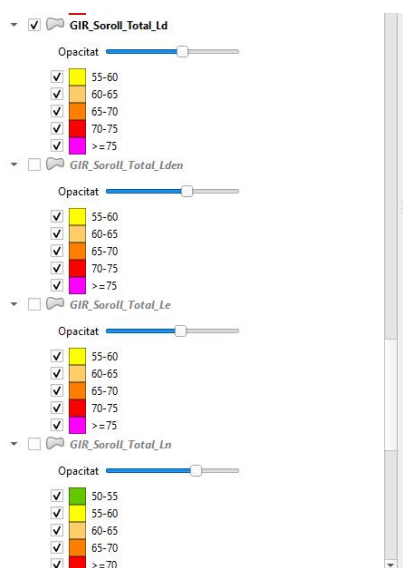 GIR_Soroll_Total_Ld
Opacitat
55-60
60-65
65-70
70-75
>=75
GIR_Soroll_Total_Lden
Opacitat
55-60
60-65
65-70
70-75
>=75
GIR_Soroll_Total_Le
Opacitat
55-60
60-65
65-70
70-75
>=75
GIR_Soroll_Total_Ln
Opacitat
50-55
55-60
60-65
65-70
>=70